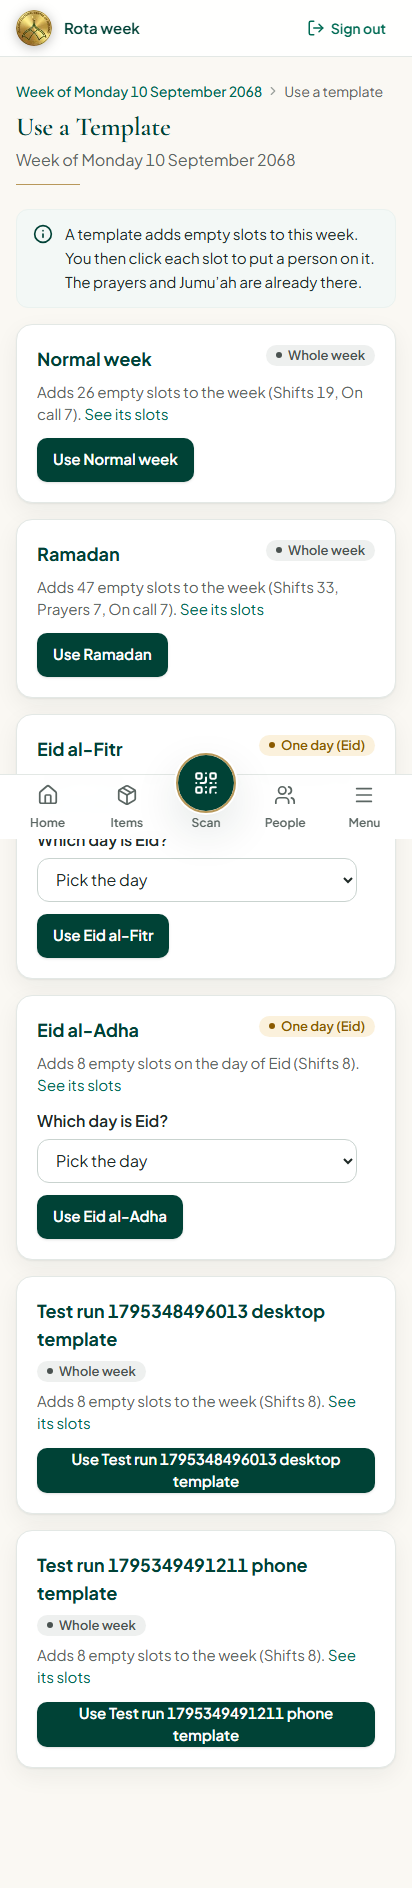 Rota week
Sign out
Week of Monday 10 September 2068 > Use a template
Use a Template
Week of Monday 10 September 2068
A template adds empty slots to this week.
You then click each slot to put a person on it.
The prayers and Jumu'ah are already there.
Normal week
Whole week
Adds 26 empty slots to the week (Shifts 19, On
call 7). See its slots
Use Normal week
Ramadan
Whole week
Adds 47 empty slots to the week (Shifts 33,
Prayers 7, On call 7). See its slots
Use Ramadan
Eid al-Fitr
One day (Eid)
Home
Items
Scan
People
Menu
Which day is Eid?
Pick the day
Use Eid al-Fitr
Eid al-Adha
One day (Eid)
Adds 8 empty slots on the day of Eid (Shifts 8).
See its slots
Which day is Eid?
Pick the day
Use Eid al-Adha
Test run 1795348496013 desktop
template
Whole week
Adds 8 empty slots to the week (Shifts 8). See
its slots
Use Test run 1795348496013 desktop
template
Test run 1795349491211 phone
template
Whole week
Adds 8 empty slots to the week (Shifts 8). See
its slots
Use Test run 1795349491211 phone
template